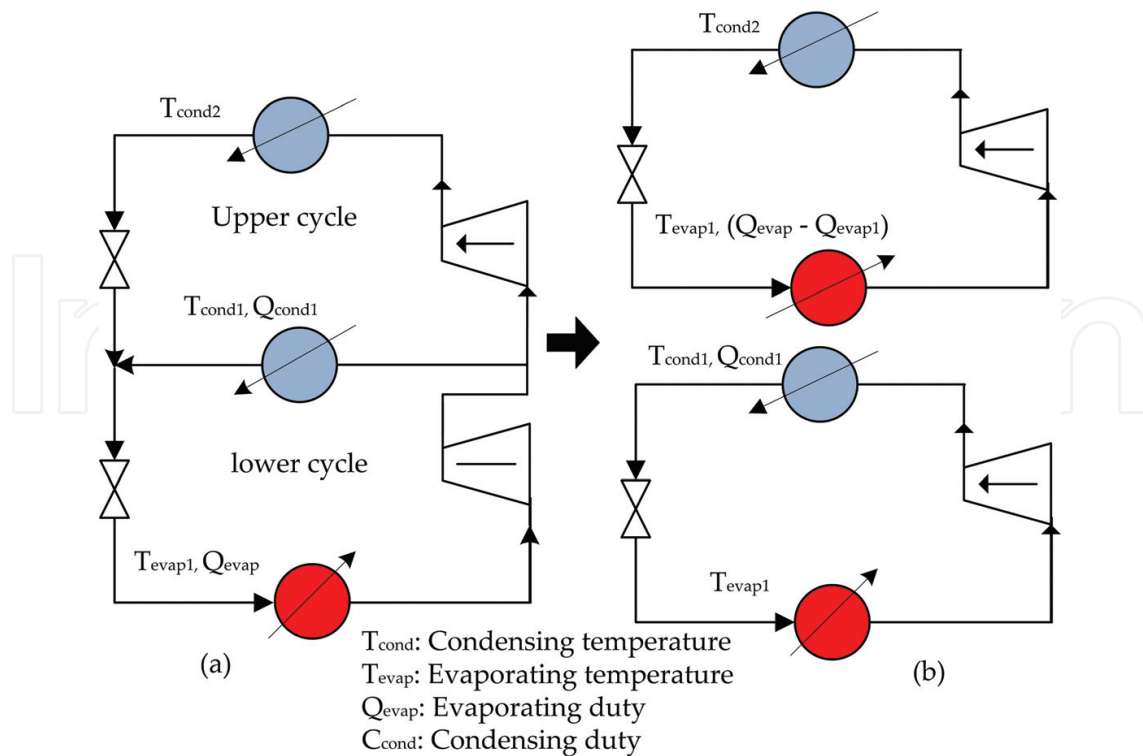 Tcond2
Upper cycle
Tcond1, Qcond1
lower cycle
Tevap1, Qevap
(a)
Tcond2
Tevap1, (Qevap - Qevap1)
Tcond1, Qcond1
Tevap1
(b)
Tcond: Condensing temperature
Tevap: Evaporating temperature
Qevap: Evaporating duty
Ccond: Condensing duty